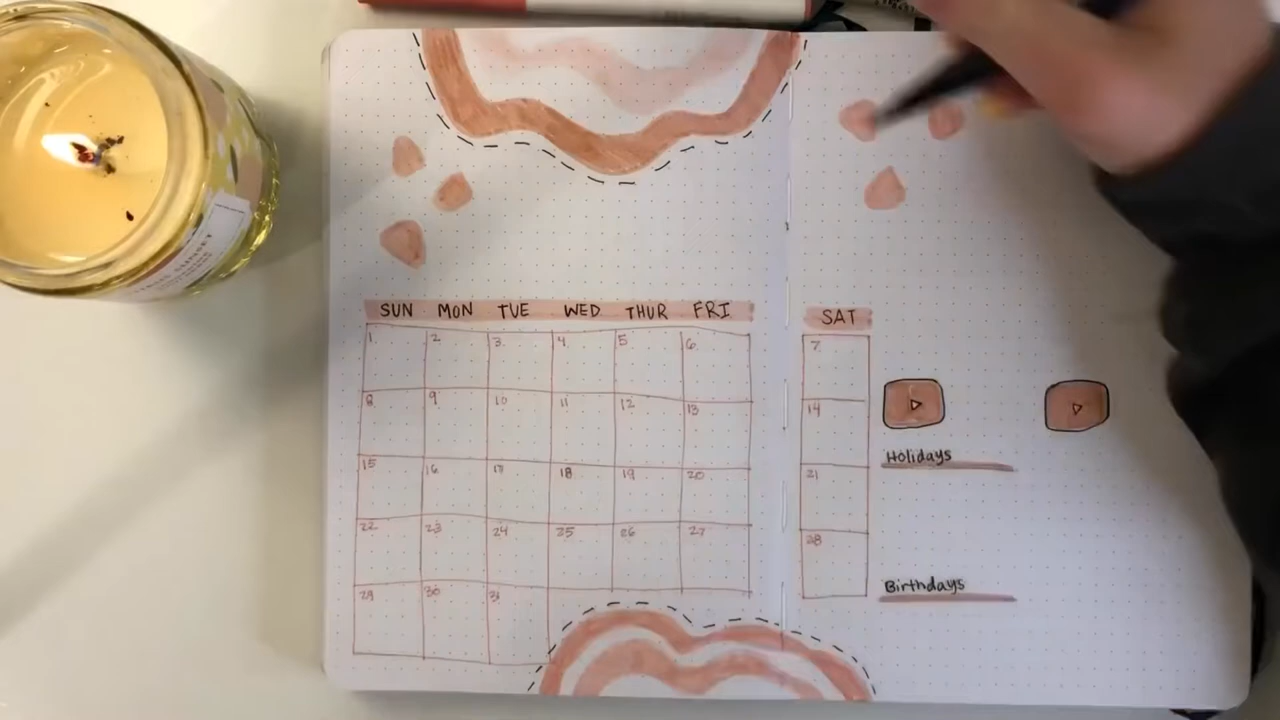 SUN MON TUE WED THUR FRI SAT
1 2 3 4 5 6 7
8 9 10 11 12 13 14
15 16 17 18 19 20 21
22 23 24 25 26 27 28
29 30 31
Holidays
Birthdays